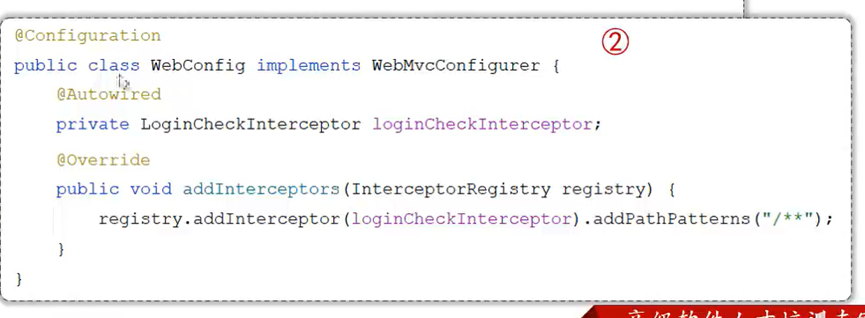 ②
@Configuration
public class WebConfig implements WebMvcConfigurer {
@Autowired
private LoginCheckInterceptor loginCheckInterceptor;
@Override
public void addInterceptors(InterceptorRegistry registry) {
registry.addInterceptor(loginCheckInterceptor).addPathPatterns("/**");
}
}